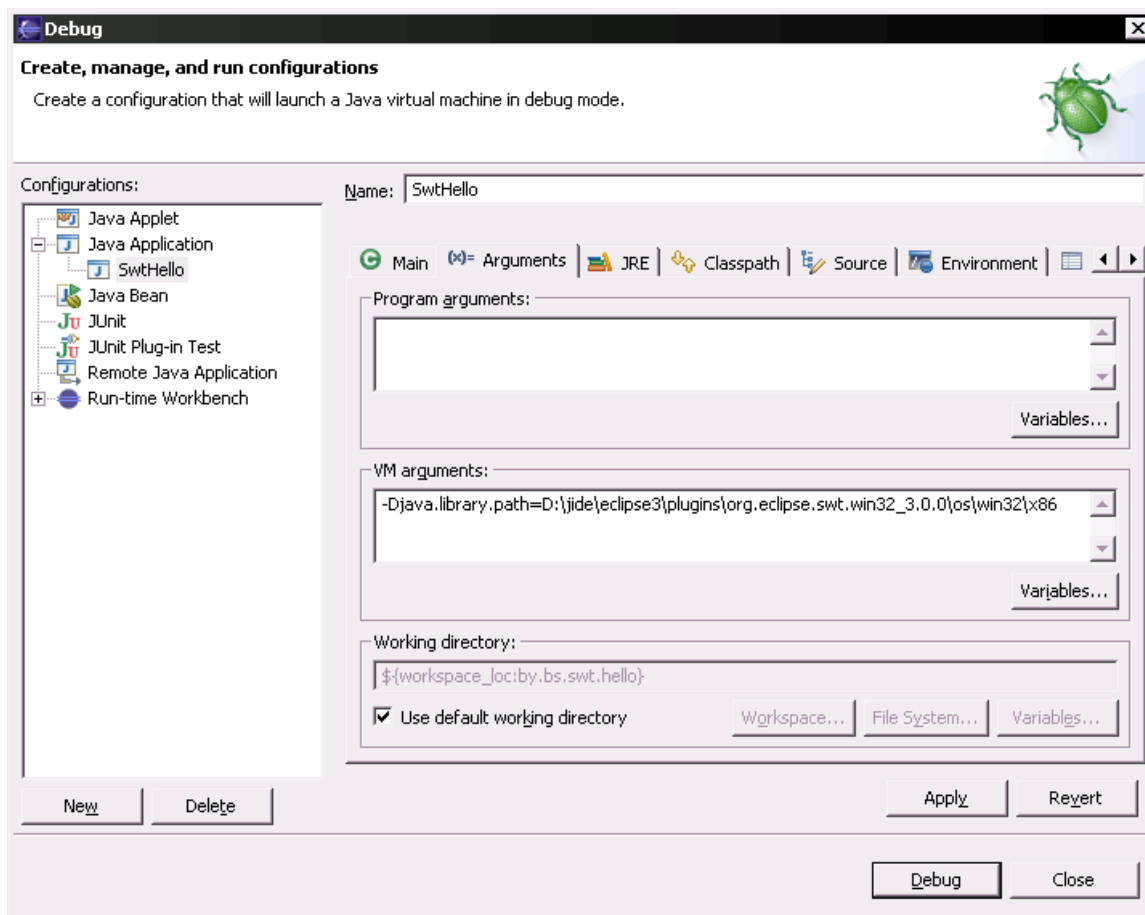 Debug
Create, manage, and run configurations
Create a configuration that will launch a Java virtual machine in debug mode.
Configurations:
Java Applet
Java Application
SwtHello
Java Bean
JUnit
JUnit Plug-in Test
Remote Java Application
Run-time Workbench
New Delete
Name: SwtHello
Main (x)= Arguments JRE Classpath Source Environment
Program arguments:
Variables...
VM arguments:
-Djava.library.path=D:\jide\eclipse3\plugins\org.eclipse.swt.win32_3.0.0\os\win32\x86
Variables...
Working directory:
${workspace_loc:by.bs.swt.hello}
Use default working directory Workspace... File System... Variables...
Apply Revert
Debug Close